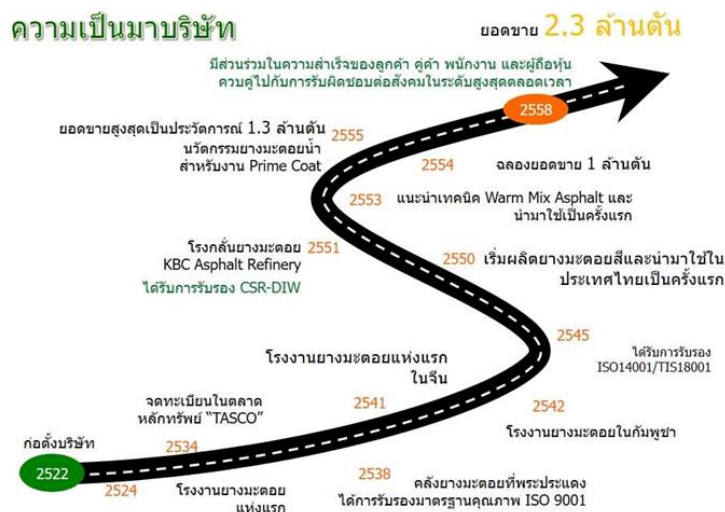 ความเป็นมาบริษัท
ยอดขาย 2.3 ล้านตัน
มีส่วนร่วมในความสำเร็จของลูกค้า คู่ค้า พนักงาน และผู้ถือหุ้น
ควบคู่ไปกับการรับผิดชอบต่อสังคมในระดับสูงสุดตลอดเวลา
2558
ยอดขายสูงสุดเป็นประวัตการณ์ 1.3 ล้านตัน
นวัตกรรมยางมะตอยน้ำ
สำหรับงาน Prime Coat
2555
2554
ฉลองยอดขาย 1 ล้านตัน
2553
แนะนำเทคนิค Warm Mix Asphalt และ
นำมาใช้เป็นครั้งแรก
โรงกลั่นยางมะตอย
KBC Asphalt Refinery
2551
ได้รับการรับรอง CSR-DIW
2550
เริ่มผลิตยางมะตอยสีและนำมาใช้ใน
ประเทศไทยเป็นครั้งแรก
2545
ได้รับการรับรอง
ISO14001/TIS18001
โรงงานยางมะตอยแห่งแรก
ในจีน
2541
2542
โรงงานยางมะตอยในกัมพูชา
จดทะเบียนในตลาด
หลักทรัพย์ "TASCO"
2534
ก่อตั้งบริษัท
2522
2524
โรงงานยางมะตอย
แห่งแรก
2538
คลังยางมะตอยที่พระประแดง
ได้การรับรองมาตรฐานคุณภาพ ISO 9001